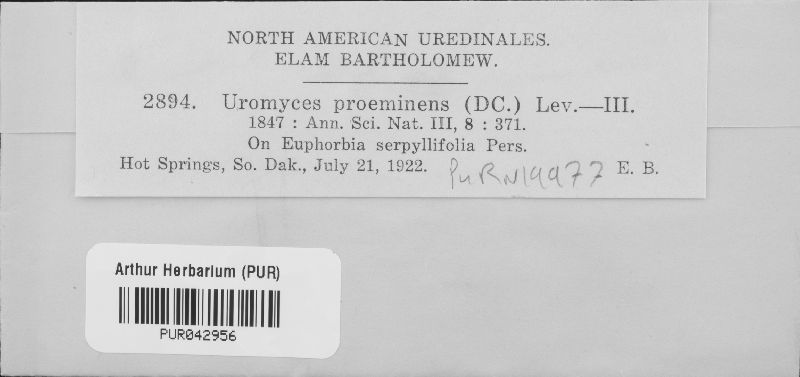 NORTH AMERICAN UREDINALES.
ELAM BARTHOLOMEW.
2894. Uromyces proeminens (DC.) Lev.—III.
1847 : Ann. Sci. Nat. III, 8 : 371.
On Euphorbia serpyllifolia Pers.
Hot Springs, So. Dak., July 21, 1922. PURN19977 E. B.
Arthur Herbarium (PUR)
PUR042956